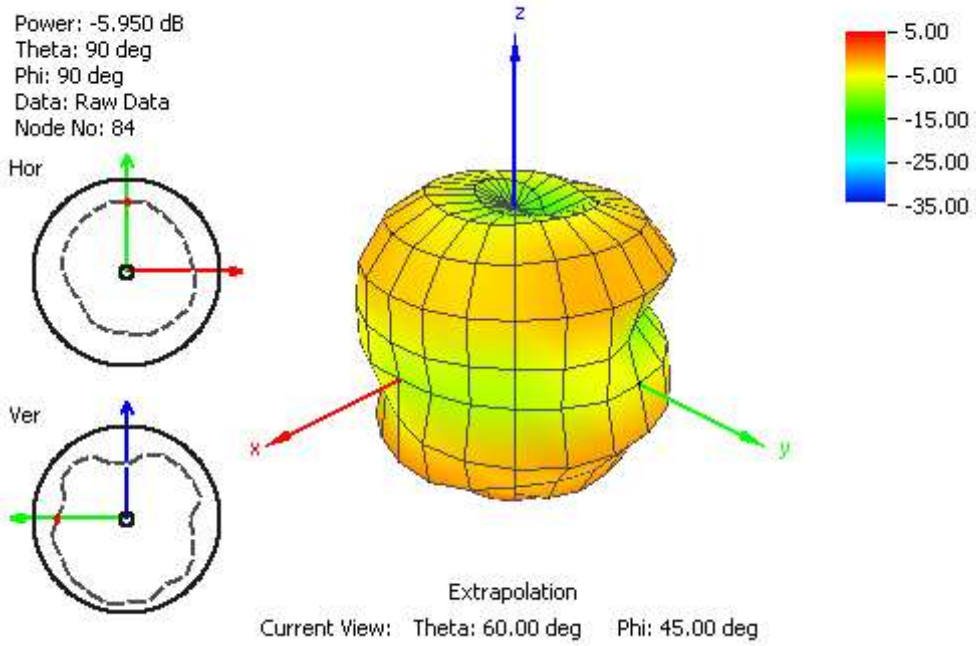 Power: -5.950 dB
Theta: 90 deg
Phi: 90 deg
Data: Raw Data
Node No: 84
Hor
Ver
z
x
y
5.00
-5.00
-15.00
-25.00
-35.00
Extrapolation
Current View: Theta: 60.00 deg Phi: 45.00 deg